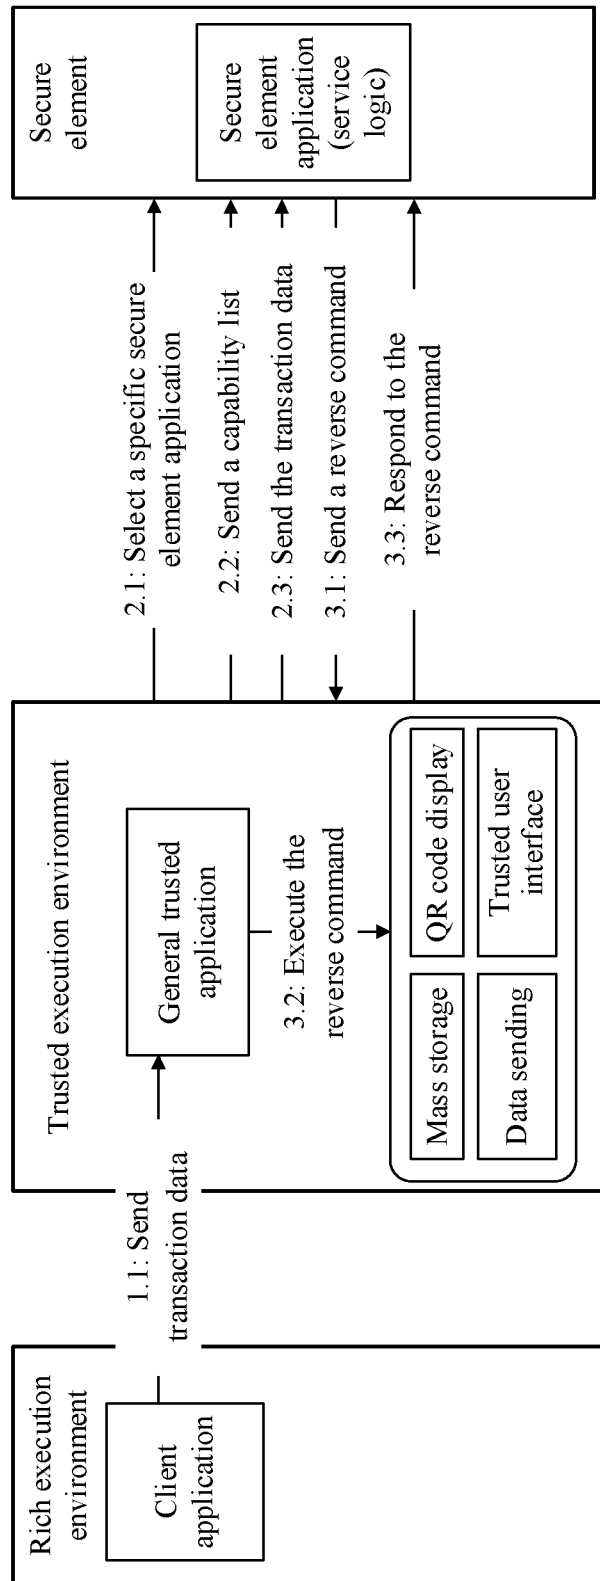 Rich execution
environment
Client
application
1.1: Send
transaction data
Trusted execution environment
General trusted
application
3.2: Execute the
reverse command
Mass storage
QR code display
Data sending
Trusted user
interface
2.1: Select a specific secure
element application
2.2: Send a capability list
2.3: Send the transaction data
3.1: Send a reverse command
3.3: Respond to the
reverse command
Secure
element
Secure
element
application
(service
logic)